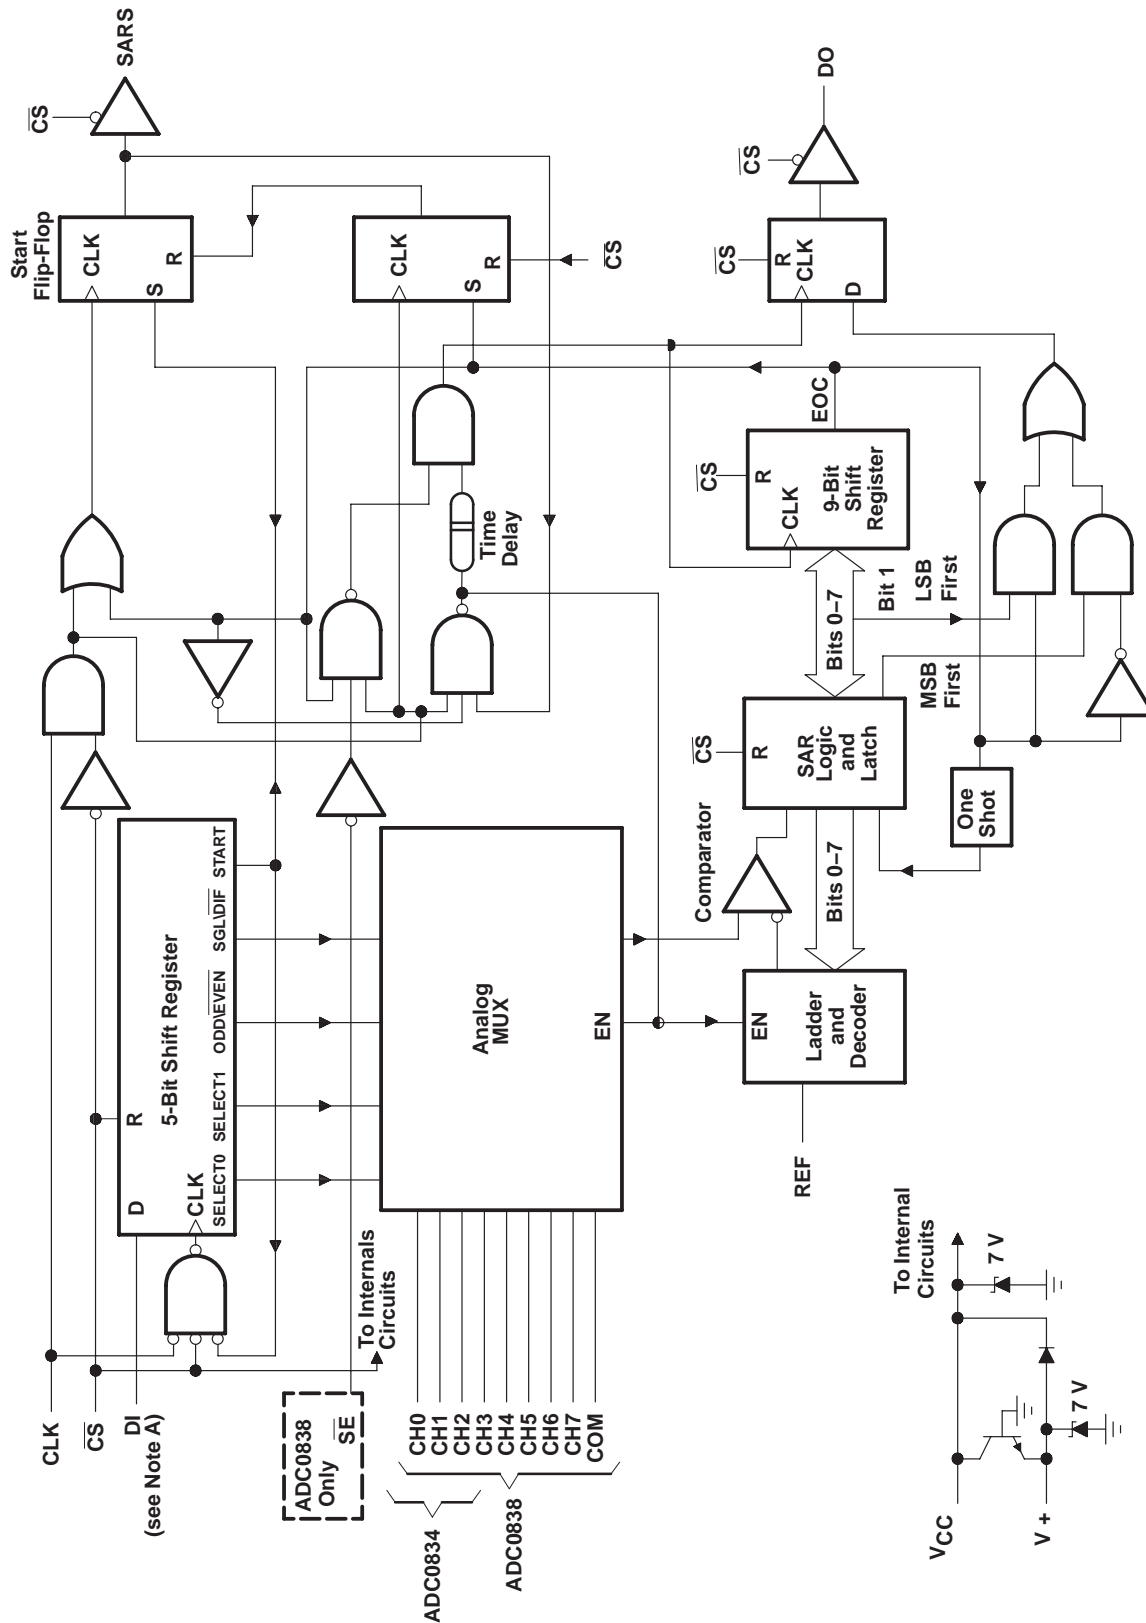 CLK
CS
DI
(see Note A)
D
R
5-Bit Shift Register
CLK
SELECT0
SELECT1
ODD\EVEN
SGL\DIF
START
Start
Flip-Flop
CLK
S
R
CS
SARS
CLK
S
R
CS
Time
Delay
ADC0838
Only
SE
To Internals
Circuits
CH0
CH1
CH2
CH3
CH4
CH5
CH6
CH7
COM
ADC0834
ADC0838
Analog
MUX
EN
REF
EN
Ladder
and
Decoder
Comparator
Bits 0–7
CS
R
SAR
Logic
and
Latch
One
Shot
Bits 0–7
MSB
First
Bit 1
LSB
First
CS
R
CLK
9-Bit
Shift
Register
EOC
CS
R
CLK
D
CS
DO
VCC
V +
7 V
7 V
To Internal
Circuits